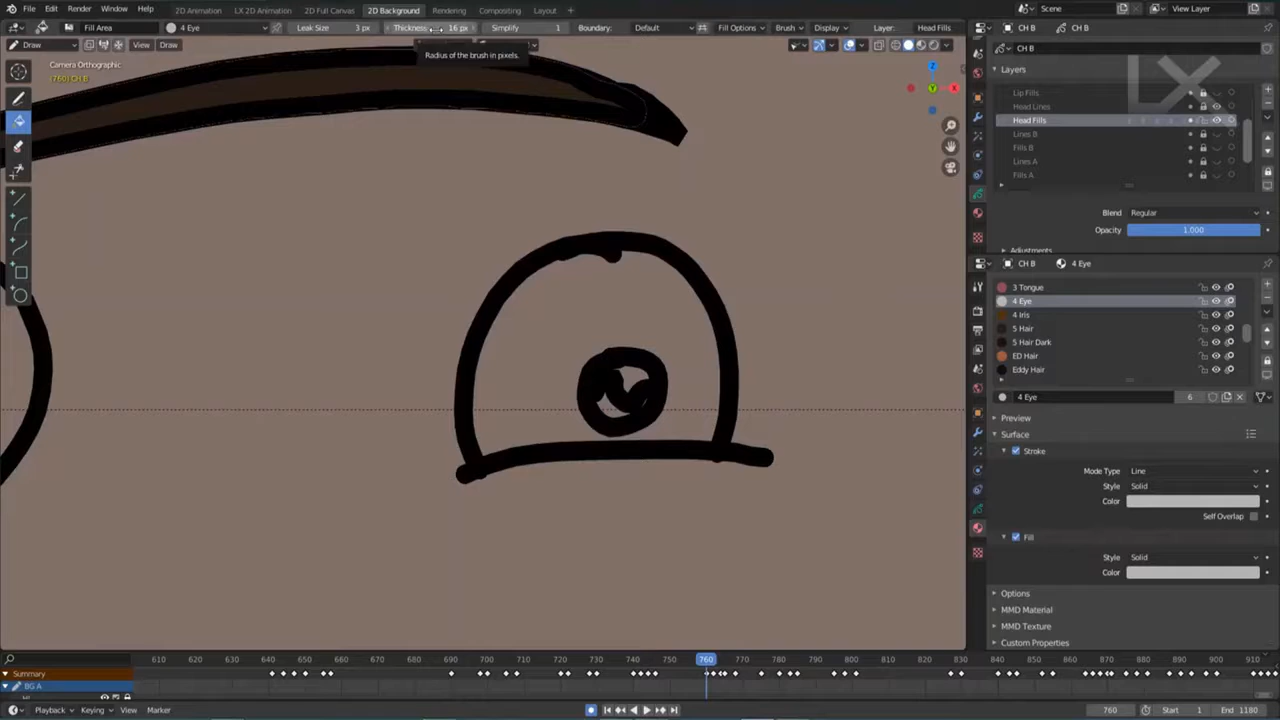 File Edit Render Window Help 2D Animation LX 2D Animation 2D Full Canvas 2D Background Rendering Compositing Layout Scene View Layer
Fill Area 4 Eye Leak Size 3 px Thickness 16 px Simplify 1 Boundary: Default Fill Options Brush Display Layer: Head Fills CH B CH B
Draw View Draw CH B
Radius of the brush in pixels.
Camera Orthographic
(760) CH B
Z
Y
X
LX
Layers
Lip Fills
Head Lines
Head Fills
Lines B
Fills B
Lines A
Fills A
Blend Regular
Opacity 1.000
Adjustments
CH B 4 Eye
3 Tongue
4 Eye
4 Iris
5 Hair
5 Hair Dark
ED Hair
Eddy Hair
4 Eye 6
Preview
Surface
Stroke
Mode Type Line
Style Solid
Color
Self Overlap
Fill
Style Solid
Color
Options
MMD Material
MMD Texture
Custom Properties
610 620 630 640 650 660 670 680 690 700 710 720 730 740 750 760 770 780 790 800 810 820 830 840 850 860 870 880 890 900 910
Summary
BG A
Playback Keying View Marker 760 Start 1 End 1180